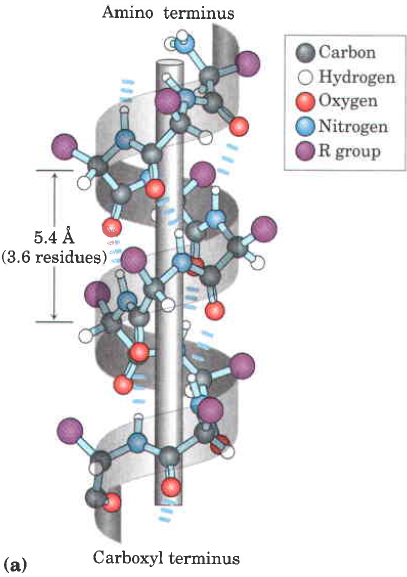 Amino terminus
Carbon
Hydrogen
Oxygen
Nitrogen
R group
5.4 Å
(3.6 residues)
(a)
Carboxyl terminus